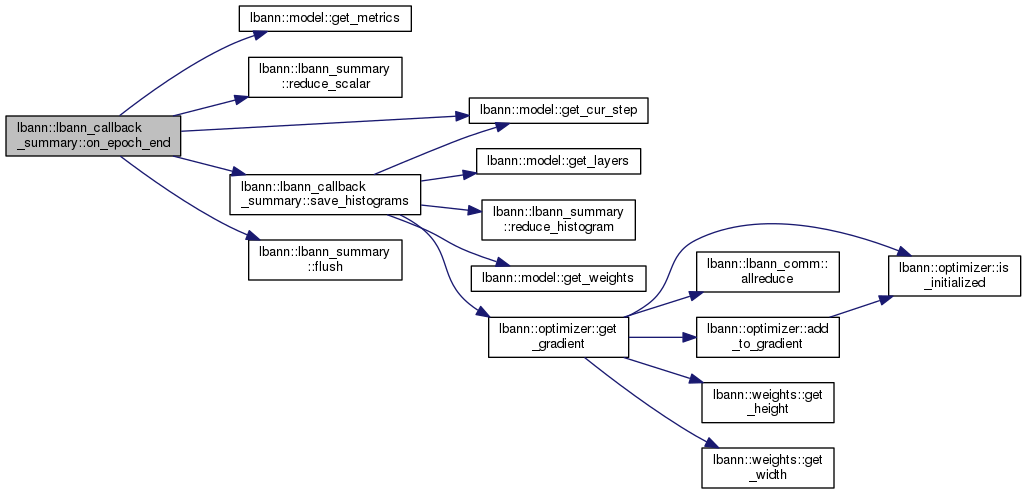 lbann::lbann_callback
_summary::on_epoch_end
lbann::model::get_metrics
lbann::lbann_summary
::reduce_scalar
lbann::model::get_cur_step
lbann::lbann_callback
_summary::save_histograms
lbann::lbann_summary
::flush
lbann::model::get_layers
lbann::lbann_summary
::reduce_histogram
lbann::model::get_weights
lbann::optimizer::get
_gradient
lbann::optimizer::is
_initialized
lbann::lbann_comm::
allreduce
lbann::optimizer::add
_to_gradient
lbann::weights::get
_height
lbann::weights::get
_width